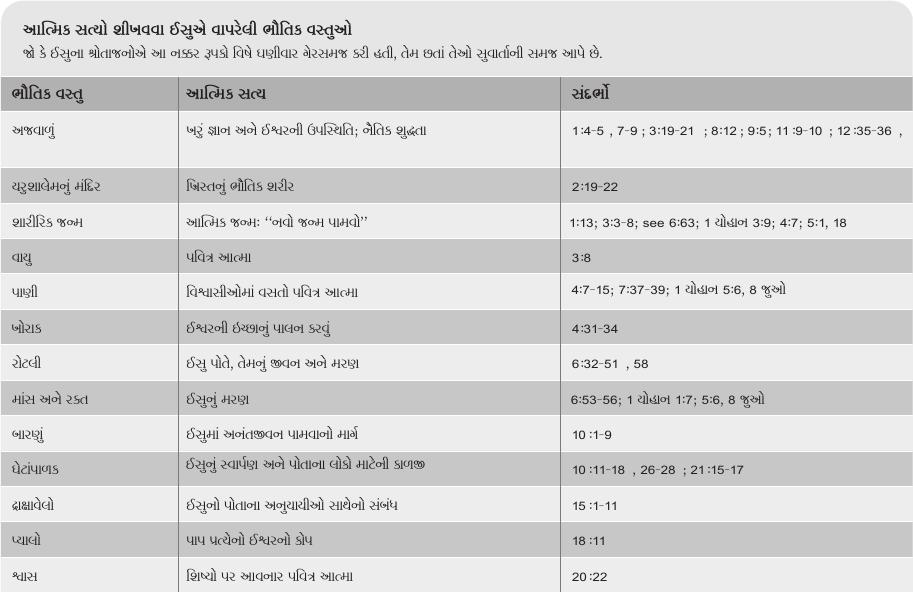 આત્મિક સત્યો શીખવવા ઈસુએ વાપરેલી ભૌતિક વસ્તુઓ
જો કે ઈસુના શ્રોતાજનોએ આ નક્કર રૂપકો વિષે ઘણીવાર ગેરસમજ કરી હતી, તેમ છતાં તેઓ સુવાર્તાની સમજ આપે છે.
ભૌતિક વસ્તુ આત્મિક સત્ય સંદર્ભો
અજવાળું ખરું જ્ઞાન અને ઈશ્વરની ઉપસ્થિતિ; નૈતિક શુદ્ધતા 1:4-5 , 7-9 ; 3:19-21 ; 8:12 ; 9:5; 11:9-10 ; 12:35-36 ,
યરુશાલેમનું મંદિર ખ્રિસ્તનું ભૌતિક શરીર 2:19-22
શારીરિક જન્મ આત્મિક જન્મઃ ‘‘નવો જન્મ પામવો’’ 1:13; 3:3-8; see 6:63; 1 યોહાન 3:9; 4:7; 5:1, 18
વાયુ પવિત્ર આત્મા 3:8
પાણી વિશ્વાસીઓમાં વસતો પવિત્ર આત્મા 4:7-15; 7:37-39; 1 યોહાન 5:6, 8 જુઓ
ખોરાક ઈશ્વરની ઇચ્છાનું પાલન કરવું 4:31-34
રોટલી ઈસુ પોતે, તેમનું જીવન અને મરણ 6:32-51 , 58
માંસ અને રક્ત ઈસુનું મરણ 6:53-56; 1 યોહાન 1:7; 5:6, 8 જુઓ
બારણું ઈસુમાં અનંતજીવન પામવાનો માર્ગ 10:1-9
ઘેટાંપાળક ઈસુનું સ્વાર્પણ અને પોતાના લોકો માટેની કાળજી 10:11-18 , 26-28 ; 21:15-17
દ્રાક્ષાવેલો ઈસુનો પોતાના અનુયાયીઓ સાથેનો સંબંધ 15:1-11
પ્યાલો પાપ પ્રત્યેનો ઈશ્વરનો કોપ 18:11
શ્વાસ શિષ્યો પર આવનાર પવિત્ર આત્મા 20:22